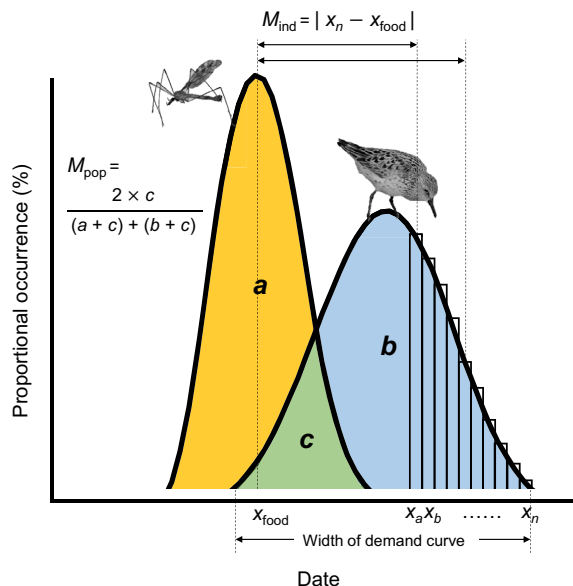 M_ind = | x_n − x_food |
M_pop =
2 × c
(a + c) + (b + c)
Proportional occurrence (%)
a
b
c
x_food
x_a x_b ...... x_n
Width of demand curve
Date